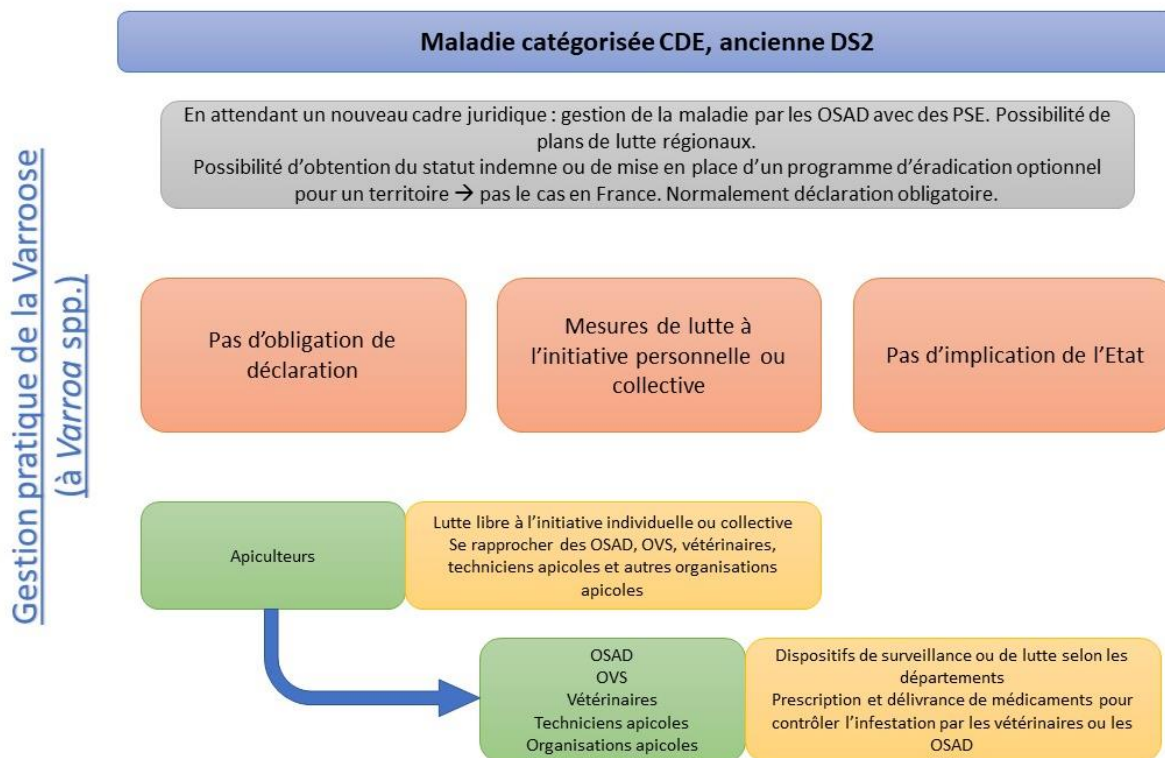 Maladie catégorisée CDE, ancienne DS2
En attendant un nouveau cadre juridique : gestion de la maladie par les OSAD avec des PSE. Possibilité de
plans de lutte régionaux.
Possibilité d’obtention du statut indemne ou de mise en place d’un programme d’éradication optionnel
pour un territoire → pas le cas en France. Normalement déclaration obligatoire.
Gestion pratique de la Varroose
(à Varroa spp.)
Pas d’obligation de
déclaration
Mesures de lutte à
l’initiative personnelle ou
collective
Pas d’implication de l’Etat
Apiculteurs
Lutte libre à l’initiative individuelle ou collective
Se rapprocher des OSAD, OVS, vétérinaires,
techniciens apicoles et autres organisations
apicoles
OSAD
OVS
Vétérinaires
Techniciens apicoles
Organisations apicoles
Dispositifs de surveillance ou de lutte selon les
départements
Prescription et délivrance de médicaments pour
contrôler l’infestation par les vétérinaires ou les
OSAD